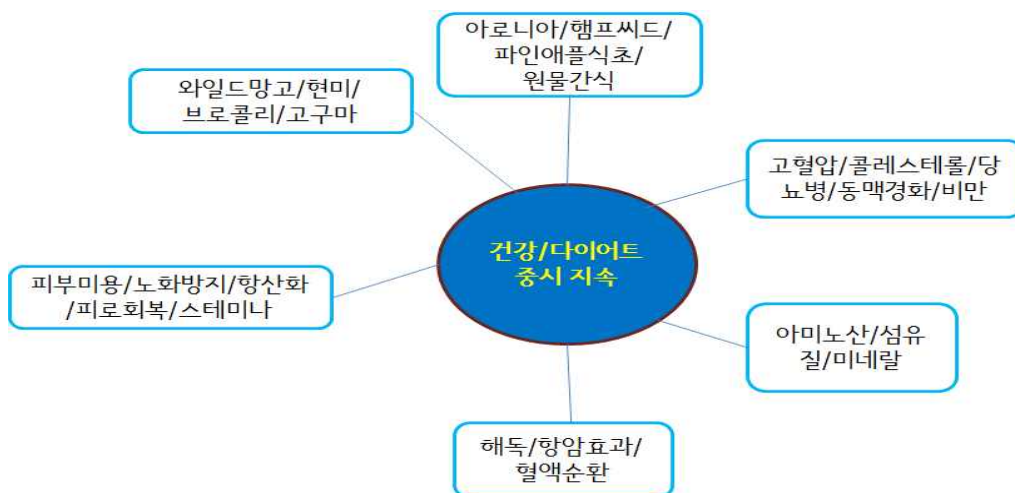 아로니아/햄프씨드/
파인애플식초/
원물간식
와일드망고/현미/
브로콜리/고구마
고혈압/콜레스테롤/당
뇨병/동맥경화/비만
건강/다이어트
중시 지속
피부미용/노화방지/항산화
/피로회복/스테미나
아미노산/섬유
질/미네랄
해독/항암효과/
혈액순환